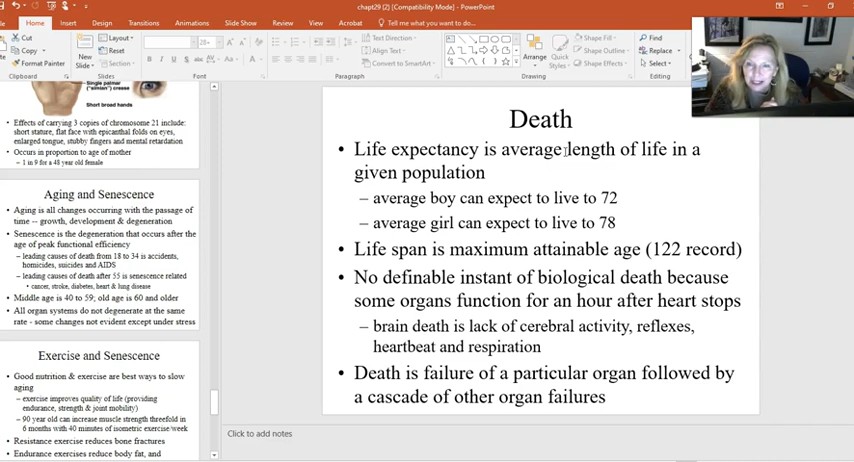 chapt29 (2) [Compatibility Mode] - PowerPoint
File Home Insert Design Transitions Animations Slide Show Review View Acrobat Tell me what you want to do...
Cut
Copy
Format Painter
Clipboard
New Slide
Layout
Reset
Section
Slides
28
Font
Text Direction
Align Text
Convert to SmartArt
Paragraph
Arrange
Quick Styles
Shape Fill
Shape Outline
Shape Effects
Drawing
Find
Replace
Select
Editing
Single palmar
("simian") crease
Short broad hands
• Effects of carrying 3 copies of chromosome 21 include:
short stature, flat face with epicanthal folds on eyes,
enlarged tongue, stubby fingers and mental retardation
• Occurs in proportion to age of mother
– 1 in 9 for a 48 year old female
Aging and Senescence
• Aging is all changes occurring with the passage of
time -- growth, development & degeneration
• Senescence is the degeneration that occurs after the
age of peak functional efficiency
– leading causes of death from 18 to 34 is accidents,
homicides, suicides and AIDS
– leading causes of death after 55 is senescence related
• cancer, stroke, diabetes, heart & lung disease
• Middle age is 40 to 59; old age is 60 and older
• All organ systems do not degenerate at the same
rate - some changes not evident except under stress
Exercise and Senescence
• Good nutrition & exercise are best ways to slow
aging
– exercise improves quality of life (providing
endurance, strength & joint mobility)
– 90 year old can increase muscle strength threefold in
6 months with 40 minutes of isometric exercise/week
• Resistance exercise reduces bone fractures
• Endurance exercises reduce body fat, and
Death
• Life expectancy is average length of life in a
given population
– average boy can expect to live to 72
– average girl can expect to live to 78
• Life span is maximum attainable age (122 record)
• No definable instant of biological death because
some organs function for an hour after heart stops
– brain death is lack of cerebral activity, reflexes,
heartbeat and respiration
• Death is failure of a particular organ followed by
a cascade of other organ failures
Click to add notes